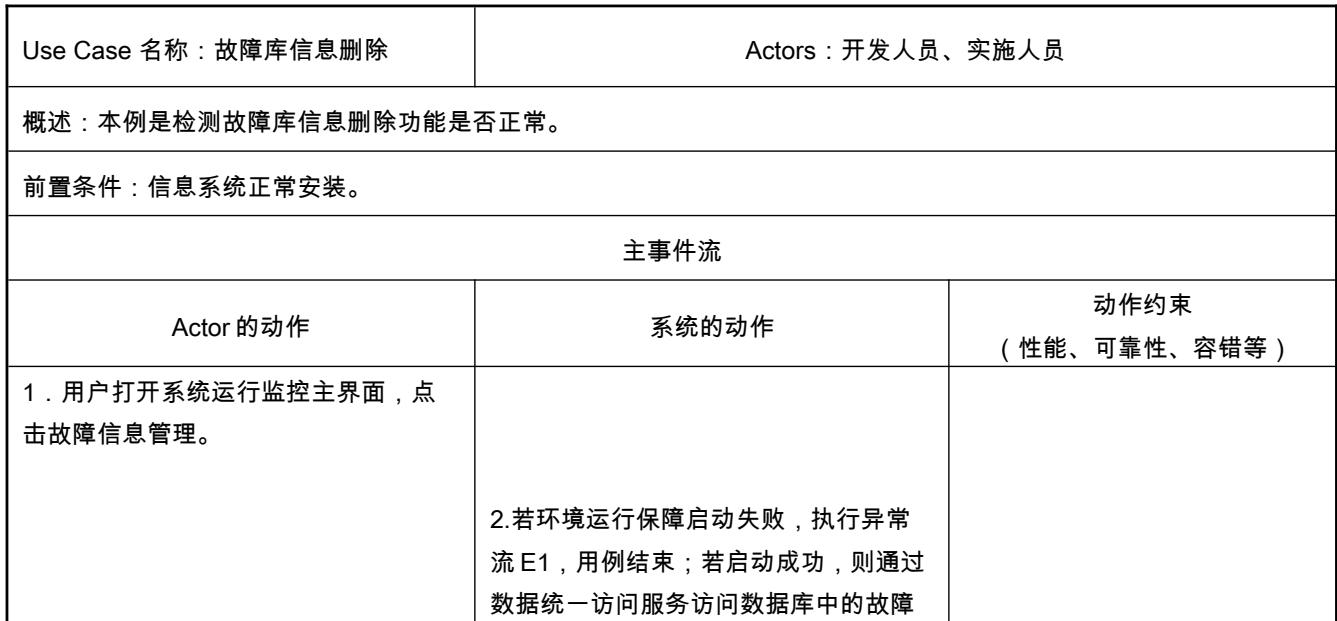 Use Case 名称：故障库信息删除
Actors：开发人员、实施人员
概述：本例是检测故障库信息删除功能是否正常。
前置条件：信息系统正常安装。
主事件流
Actor 的动作
系统的动作
动作约束
（性能、可靠性、容错等）
1．用户打开系统运行监控主界面，点
击故障信息管理。
2.若环境运行保障启动失败，执行异常
流 E1，用例结束；若启动成功，则通过
数据统一访问服务访问数据库中的故障